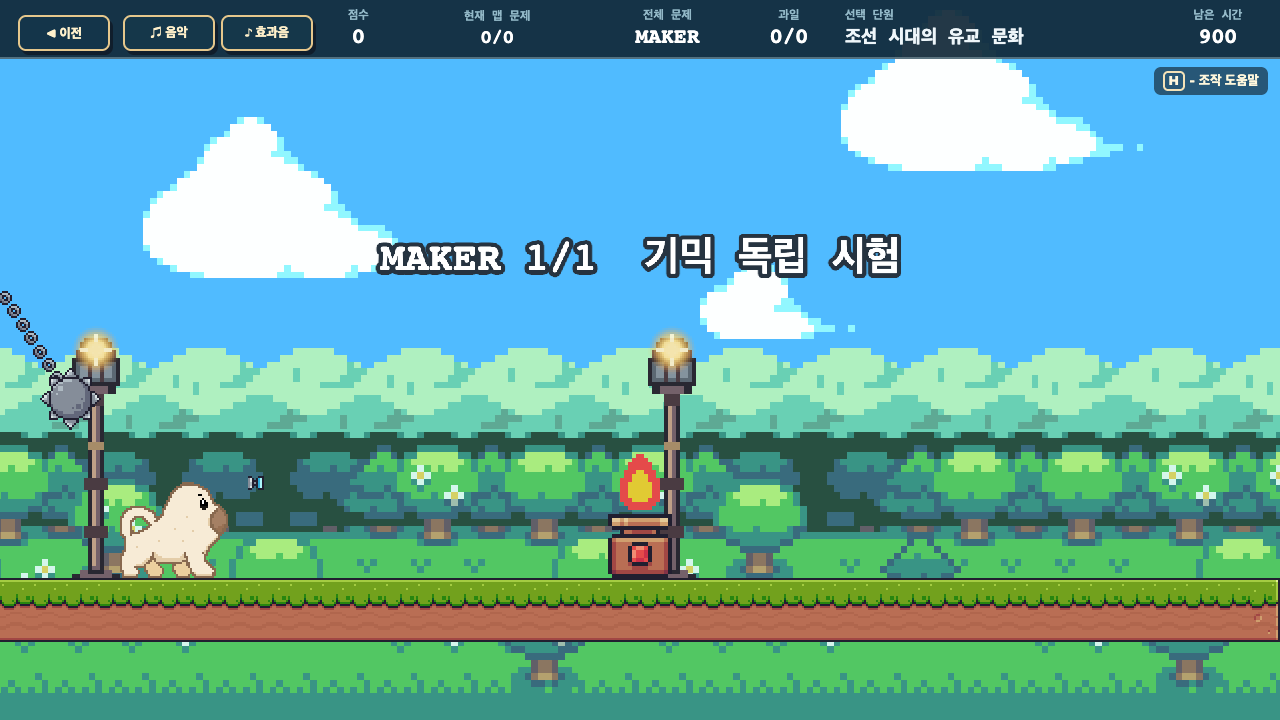 ◀ 이전
♫ 음악
♪ 효과음
점수
0
현재 맵 문제
0/0
전체 문제
MAKER
과일
0/0
선택 단원
조선 시대의 유교 문화
남은 시간
900
H - 조작 도움말
MAKER 1/1 기믹 독립 시험